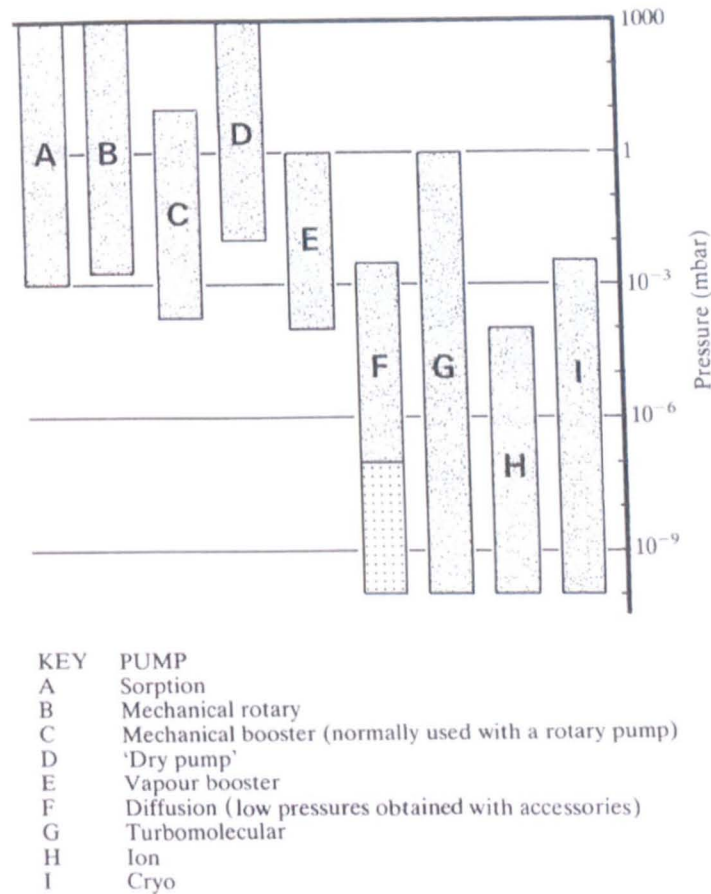 1000
A B D
1
C
E
10⁻³
Pressure (mbar)
F G I
10⁻⁶
H
10⁻⁹
KEY PUMP
A Sorption
B Mechanical rotary
C Mechanical booster (normally used with a rotary pump)
D 'Dry pump'
E Vapour booster
F Diffusion (low pressures obtained with accessories)
G Turbomolecular
H Ion
I Cryo